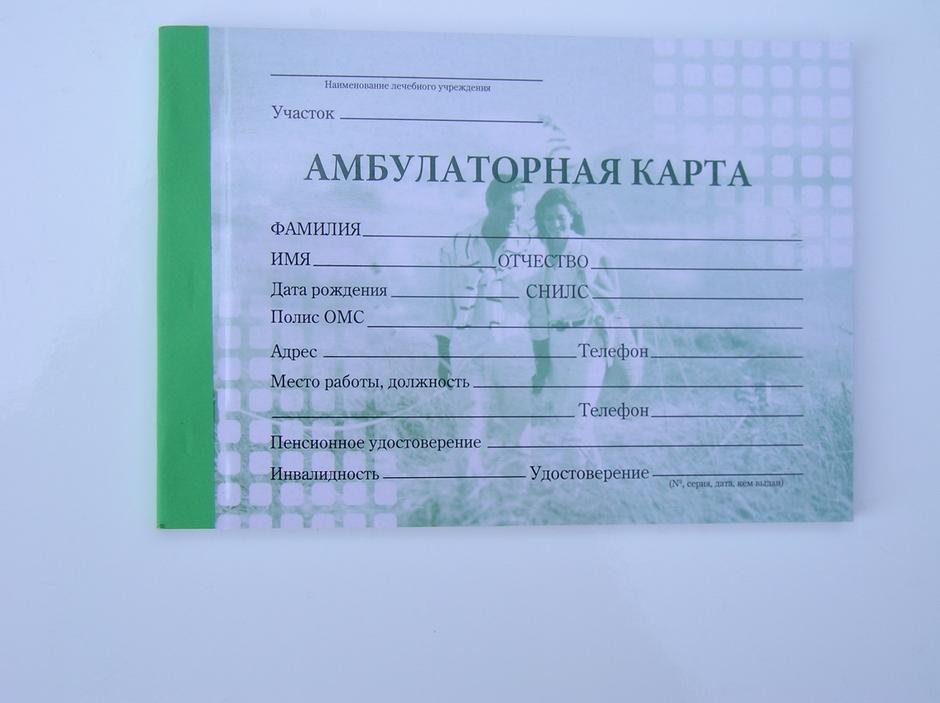 Наименование лечебного учреждения
Участок
АМБУЛАТОРНАЯ КАРТА
ФАМИЛИЯ
ИМЯ ОТЧЕСТВО
Дата рождения СНИЛС
Полис ОМС
Адрес Телефон
Место работы, должность
Телефон
Пенсионное удостоверение
Инвалидность Удостоверение
(№, серия, дата, кем выдан)